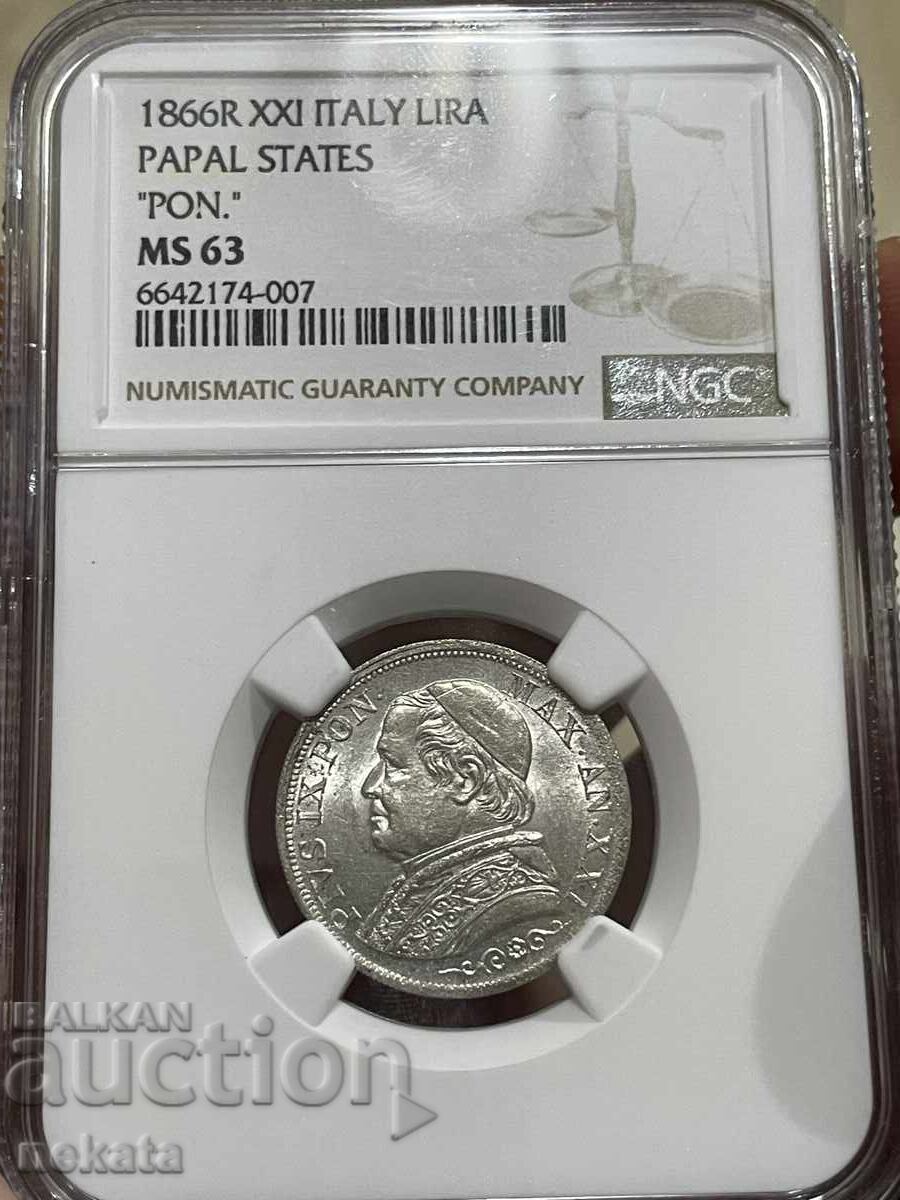 1866R XXI ITALY LIRA
PAPAL STATES
"PON."
MS 63
6642174-007
NUMISMATIC GUARANTY COMPANY
NGC
PIVS IX·PON· MAX·AN·XXI
BALKAN
auction
nekata